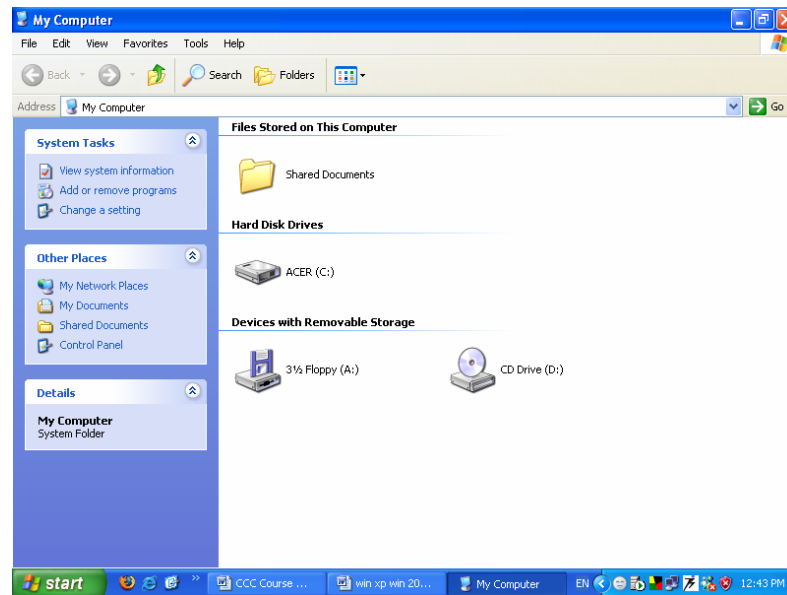 My Computer
File Edit View Favorites Tools Help
Back Search Folders
Address My Computer Go
System Tasks
View system information
Add or remove programs
Change a setting
Other Places
My Network Places
My Documents
Shared Documents
Control Panel
Details
My Computer
System Folder
Files Stored on This Computer
Shared Documents
Hard Disk Drives
ACER (C:)
Devices with Removable Storage
3½ Floppy (A:)
CD Drive (D:)
start CCC Course ... win xp win 20... My Computer EN 12:43 PM